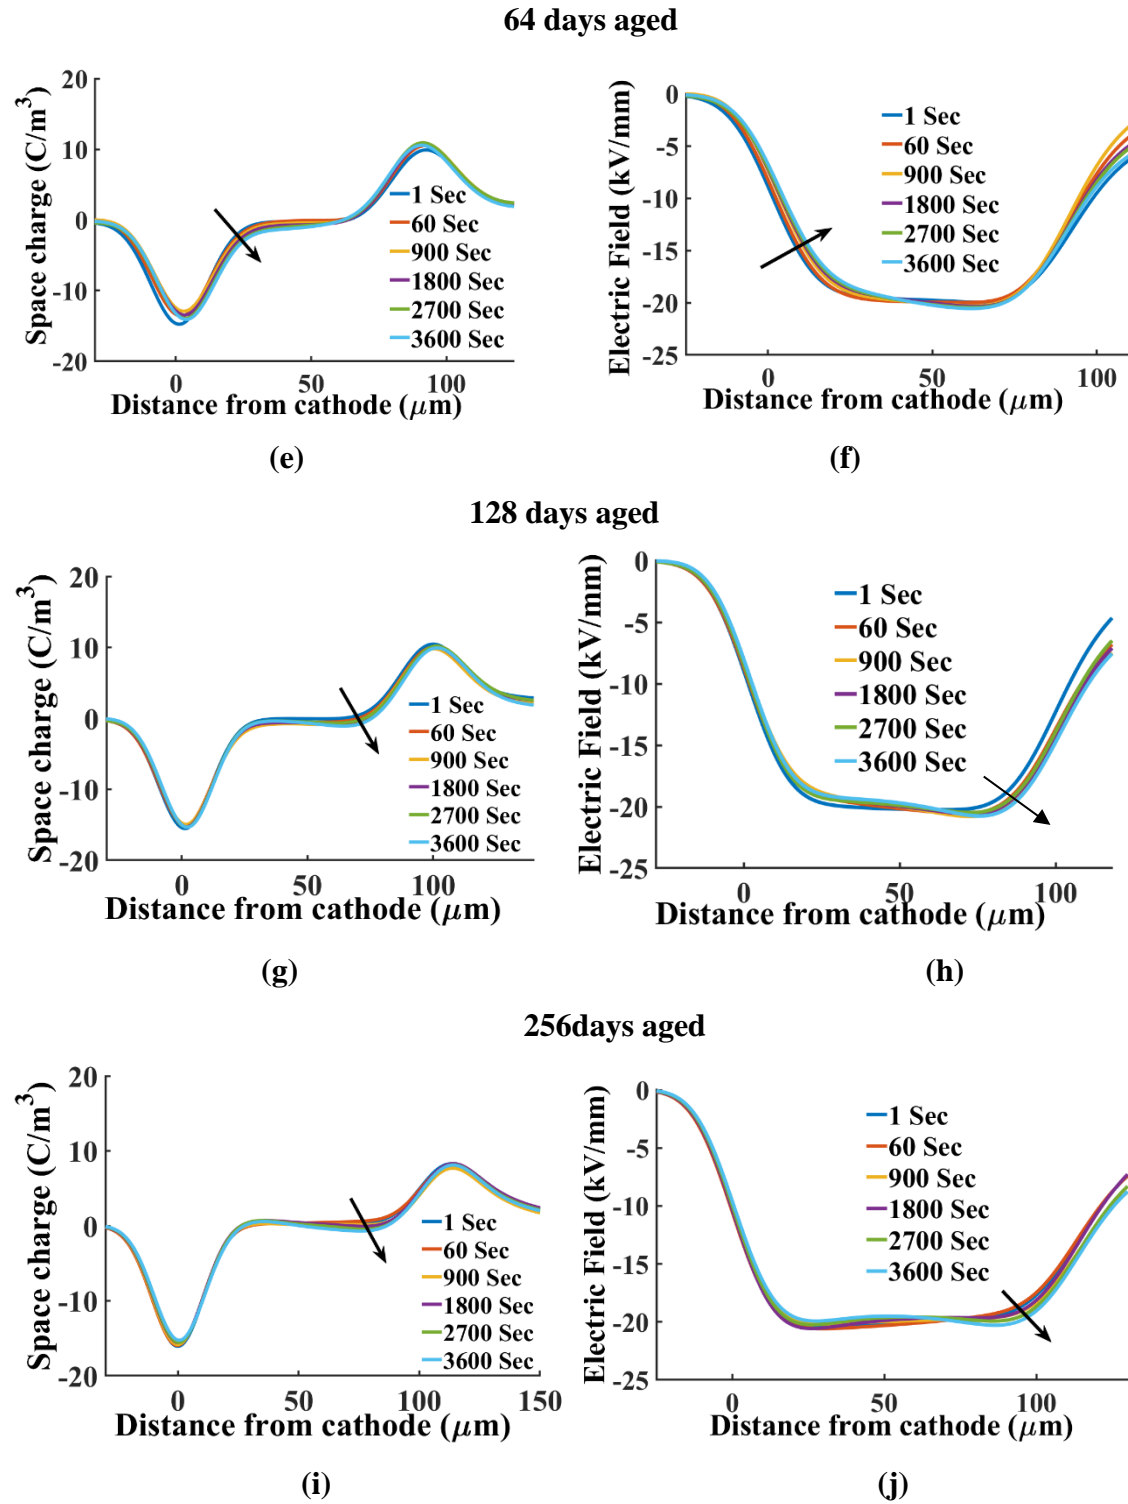 64 days aged
Space charge (C/m³)
20
10
0
-10
-20
0
50
100
1 Sec
60 Sec
900 Sec
1800 Sec
2700 Sec
3600 Sec
Distance from cathode (μm)
(e)
Electric Field (kV/mm)
0
-5
-10
-15
-20
-25
0
50
100
1 Sec
60 Sec
900 Sec
1800 Sec
2700 Sec
3600 Sec
Distance from cathode (μm)
(f)
128 days aged
Space charge (C/m³)
20
10
0
-10
-20
0
100
1 Sec
60 Sec
900 Sec
1800 Sec
2700 Sec
3600 Sec
Distance from cathode (μm)
(g)
Electric Field (kV/mm)
0
-5
-10
-15
-20
-25
0
50
100
1 Sec
60 Sec
900 Sec
1800 Sec
2700 Sec
3600 Sec
Distance from cathode (μm)
(h)
256days aged
Space charge (C/m³)
20
10
0
-10
-20
0
50
100
150
1 Sec
60 Sec
900 Sec
1800 Sec
2700 Sec
3600 Sec
Distance from cathode (μm)
(i)
Electric Field (kV/mm)
0
-5
-10
-15
-20
-25
0
50
100
1 Sec
60 Sec
900 Sec
1800 Sec
2700 Sec
3600 Sec
Distance from cathode (μm)
(j)